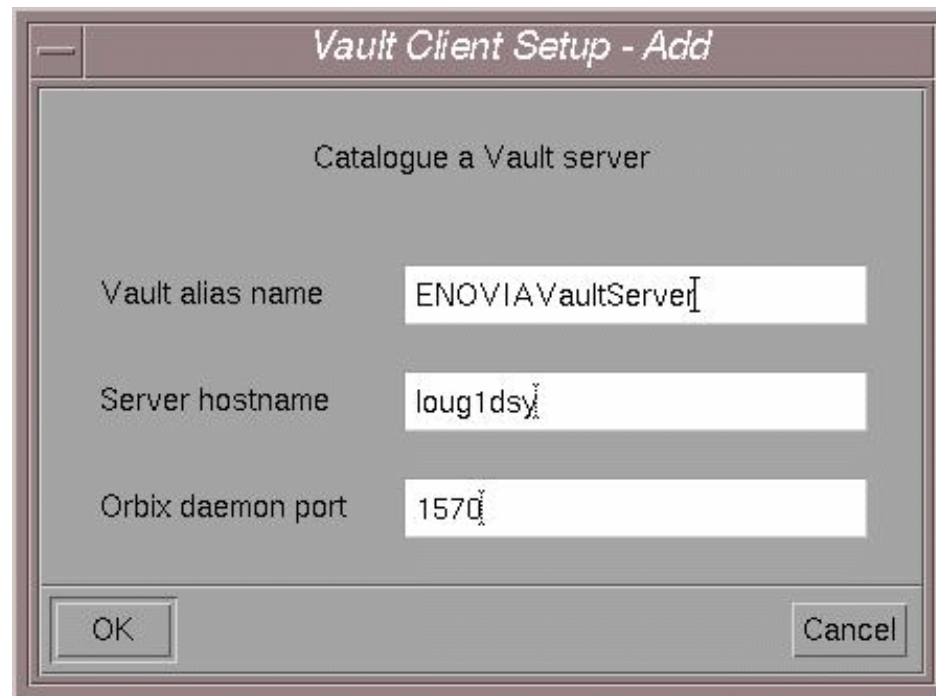 Vault Client Setup - Add
Catalogue a Vault server
Vault alias name ENOVIAVaultServer
Server hostname loug1dsy
Orbix daemon port 1570
OK Cancel